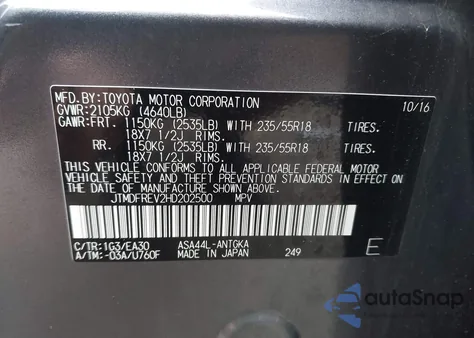 MFD.BY:TOYOTA MOTOR CORPORATION 10/16
GVWR:2105KG (4640LB)
GAWR:FRT. 1150KG (2535LB) WITH 235/55R18 TIRES.
18X7 1/2J RIMS.
RR. 1150KG (2535LB) WITH 235/55R18 TIRES.
18X7 1/2J RIMS.
THIS VEHICLE CONFORMS TO ALL APPLICABLE FEDERAL MOTOR
VEHICLE SAFETY AND THEFT PREVENTION STANDARDS IN EFFECT ON
THE DATE OF MANUFACTURE SHOWN ABOVE.
JTMDFREV2HD202500 MPV
C/TR:1G3/EA30 ASA44L-ANTGKA
A/TM:-03A/U760F MADE IN JAPAN 249 E
autaSnap